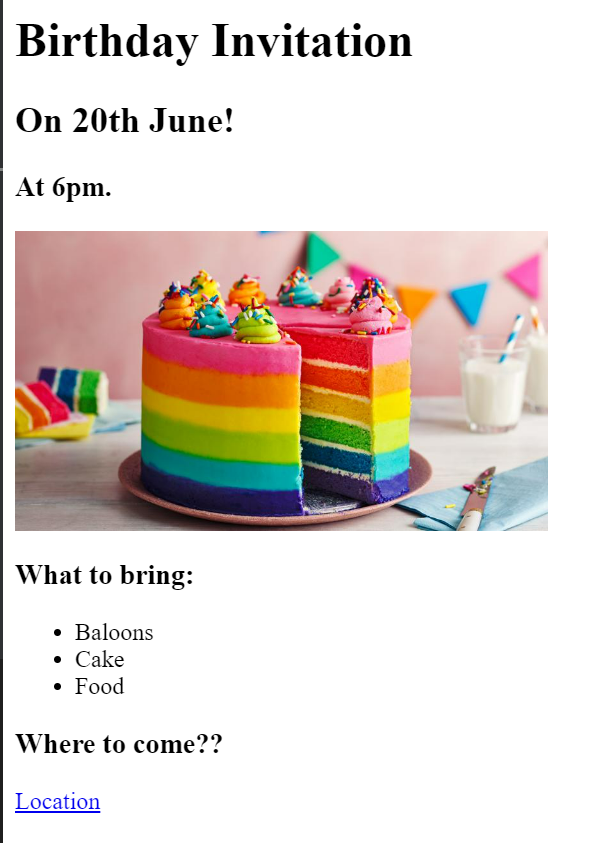 Birthday Invitation
On 20th June!
At 6pm.
What to bring:
Baloons
Cake
Food
Where to come??
Location